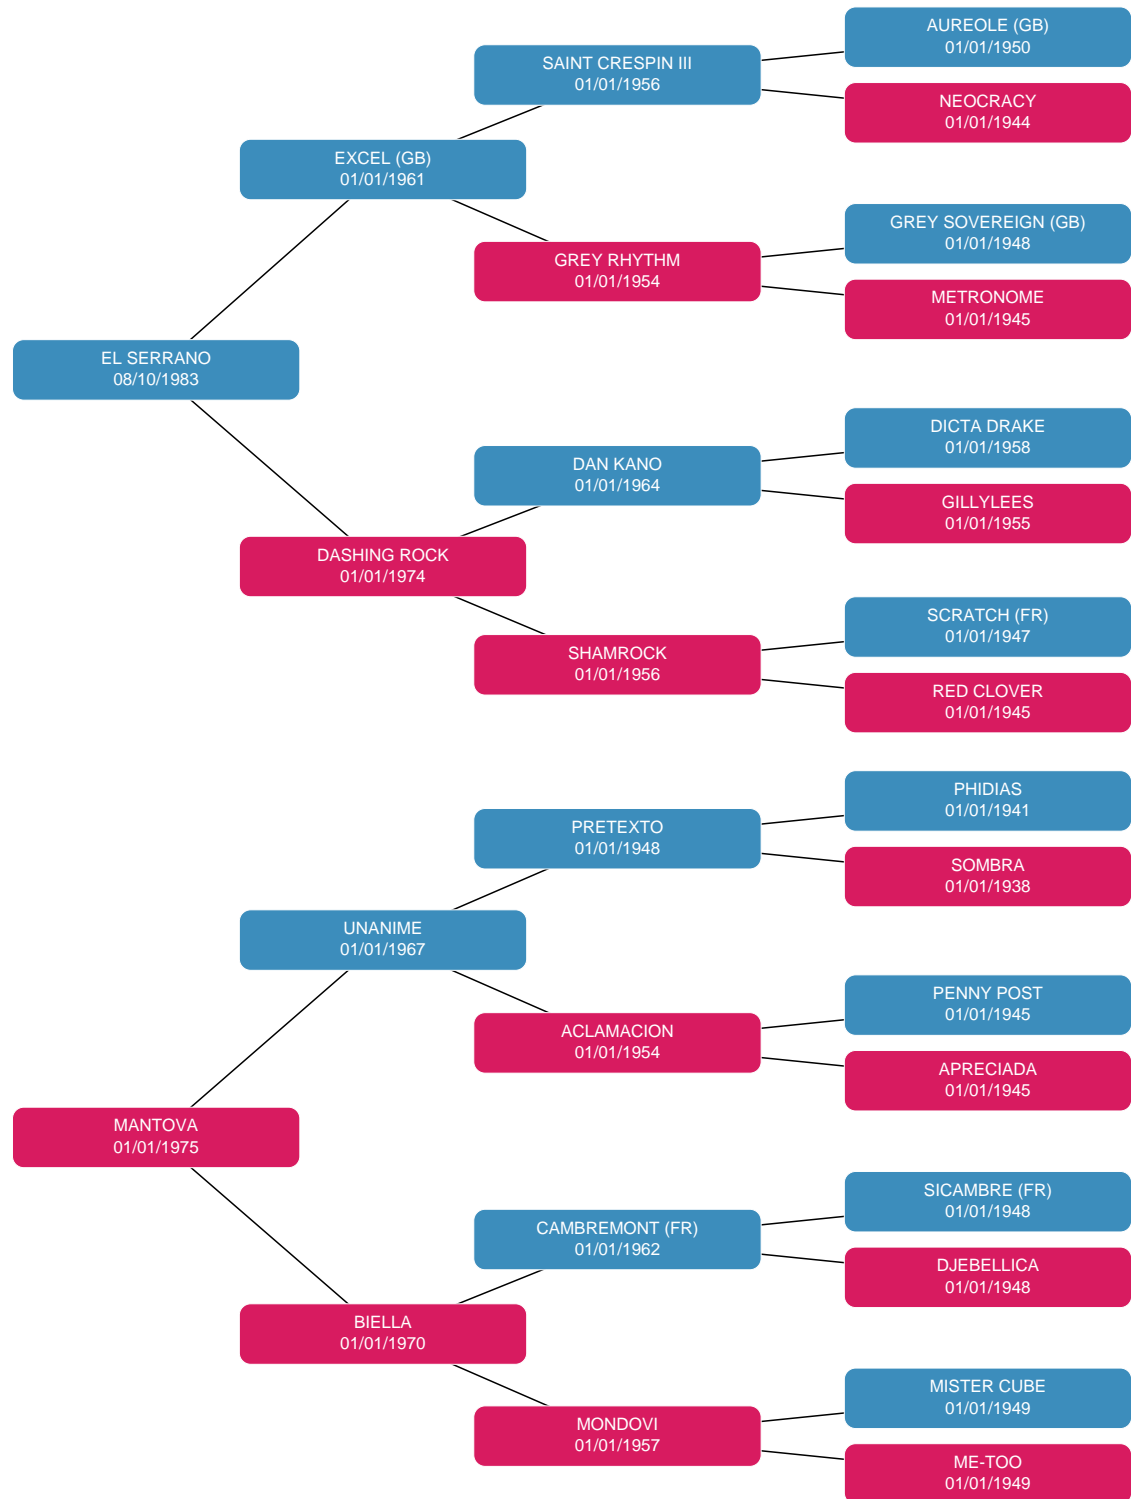 AUREOLE (GB)
01/01/1950
SAINT CRESPIN III
01/01/1956
NEOCRACY
01/01/1944
EXCEL (GB)
01/01/1961
GREY SOVEREIGN (GB)
01/01/1948
GREY RHYTHM
01/01/1954
METRONOME
01/01/1945
EL SERRANO
08/10/1983
DICTA DRAKE
01/01/1958
DAN KANO
01/01/1964
GILLYLEES
01/01/1955
DASHING ROCK
01/01/1974
SCRATCH (FR)
01/01/1947
SHAMROCK
01/01/1956
RED CLOVER
01/01/1945
PHIDIAS
01/01/1941
PRETEXTO
01/01/1948
SOMBRA
01/01/1938
UNANIME
01/01/1967
PENNY POST
01/01/1945
ACLAMACION
01/01/1954
APRECIADA
01/01/1945
MANTOVA
01/01/1975
SICAMBRE (FR)
01/01/1948
CAMBREMONT (FR)
01/01/1962
DJEBELLICA
01/01/1948
BIELLA
01/01/1970
MISTER CUBE
01/01/1949
MONDOVI
01/01/1957
ME-TOO
01/01/1949